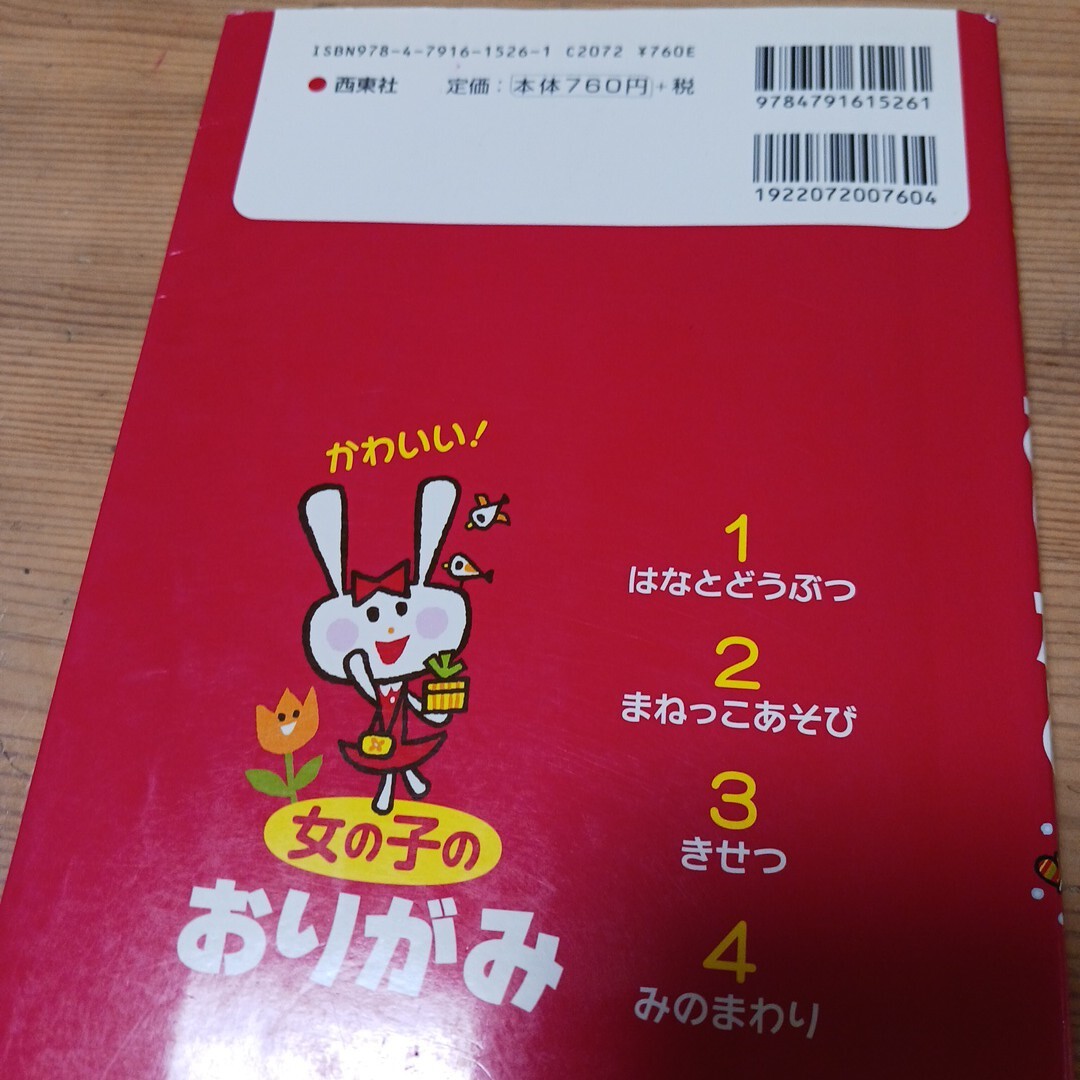 ISBN978-4-7916-1526-1 C2072 ¥760E
西東社 定価：本体760円+税
9784791615261
1922072007604
かわいい！
女の子の
おりがみ
1
はなとどうぶつ
2
まねっこあそび
3
きせつ
4
みのまわり